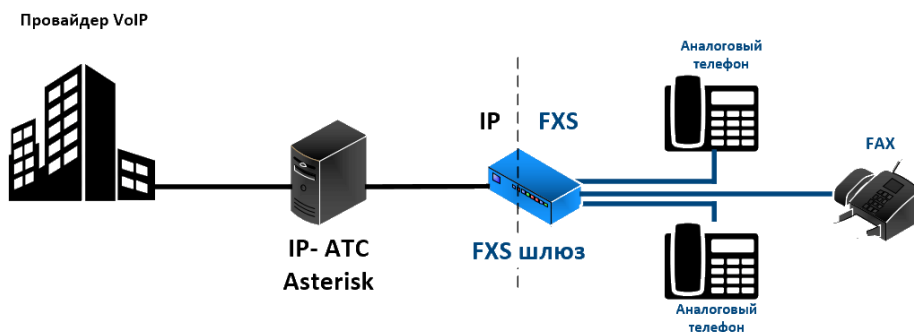 Провайдер VoIP
Аналоговый
телефон
IP
FXS
FAX
IP- АТС
Asterisk
FXS шлюз
Аналоговый
телефон